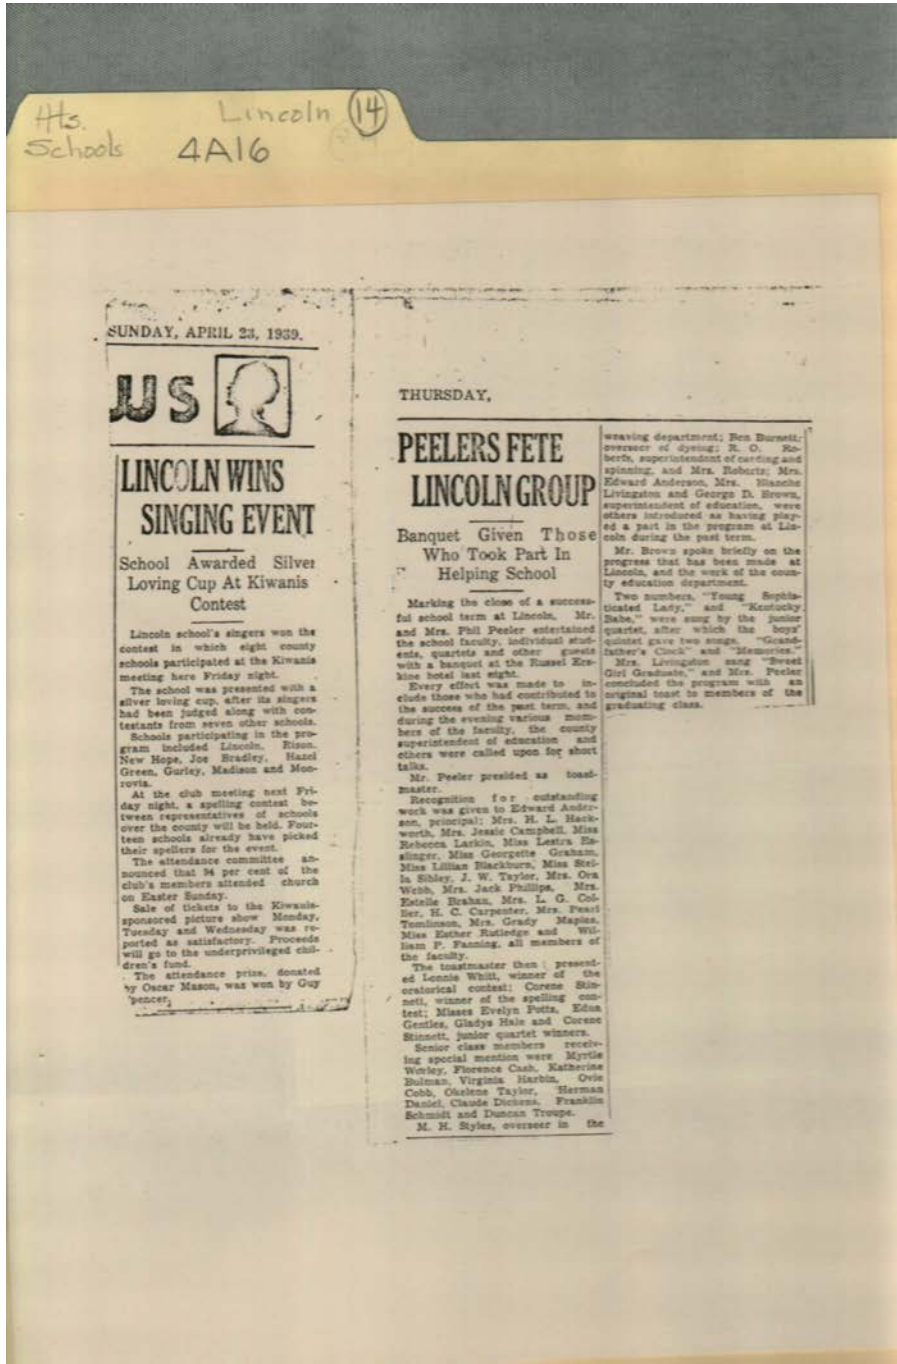 Hts. Lincoln 14
Schools 4A16
SUNDAY, APRIL 23, 1939.
US
LINCOLN WINS
SINGING EVENT
School Awarded Silver
Loving Cup At Kiwanis
Contest
Lincoln school's singers won the
contest in which eight county
schools participated at the Kiwanis
meeting here Friday night.
The school was presented with a
silver loving cup, after its singers
had been judged along with con-
testants from seven other schools.
Schools participating in the pro-
gram included Lincoln, Rison,
New Hope, Joe Bradley, Hazel
Green, Gurley, Madison and Mon-
rovia.
At the club meeting next Fri-
day night, a spelling contest be-
tween representatives of schools
over the county will be held. Four-
teen schools already have picked
their spellers for the event.
The attendance committee an-
nounced that 94 per cent of the
club's members attended church
on Easter Sunday.
Sale of tickets to the Kiwanis-
sponsored picture show Monday,
Tuesday and Wednesday was re-
ported as satisfactory. Proceeds
will go to the underprivileged chil-
dren's fund.
The attendance prize, donated
by Oscar Mason, was won by Guy
Spencer.
THURSDAY,
PEELERS FETE
LINCOLN GROUP
Banquet Given Those
Who Took Part In
Helping School
Marking the close of a success-
ful school term at Lincoln, Mr.
and Mrs. Phil Peeler entertained
the school faculty, individual stud-
ents, quartets and other guests
with a banquet at the Russel Ers-
kine hotel last night.
Every effort was made to in-
clude those who had contributed to
the success of the past term, and
during the evening various mem-
bers of the faculty, the county
superintendent of education and
others were called upon for short
talks.
Mr. Peeler presided as toast-
master.
Recognition for outstanding
work was given to Edward Ander-
son, principal; Mrs. H. L. Hack-
worth, Mrs. Jessie Campbell, Miss
Rebecca Larkin, Miss Lestra Es-
slinger, Miss Georgette Graham,
Miss Lillian Blackburn, Miss Stel-
la Sibley, J. W. Taylor, Mrs. Ora
Webb, Mrs. Jack Phillips, Mrs.
Estelle Brahan, Mrs. L. G. Col-
lier, H. C. Carpenter, Mrs. Pearl
Tomlinson, Mrs. Grady Maples,
Miss Esther Rutledge and Wil-
liam P. Fanning, all members of
the faculty.
The toastmaster then present-
ed Lonnie Whitt, winner of the
oratorical contest; Corene Stin-
nett, winner of the spelling con-
test; Misses Evelyn Potts, Edna
Gentles, Gladys Hale and Corene
Stinnett, junior quartet winners.
Senior class members receiv-
ing special mention were Myrtle
Worley, Florence Cash, Katherine
Bulman, Virginia Harbin, Ovie
Cobb, Okelene Taylor, Herman
Daniel, Claude Dickens, Franklin
Schmidt and Duncan Troupe.
M. H. Styles, overseer in the
weaving department; Ben Burnett,
overseer of dyeing; R. O. Ro-
berts, superintendent of carding and
spinning, and Mrs. Roberts; Mrs.
Edward Anderson, Mrs. Blanche
Livingston and George D. Brown,
superintendent of education, were
others introduced as having play-
ed a part in the program at Lin-
coln during the past term.
Mr. Brown spoke briefly on the
progress that has been made at
Lincoln, and the work of the coun-
ty education department.
Two numbers, "Young Sophis-
ticated Lady," and "Kentucky
Babe," were sung by the junior
quartet, after which the boys'
quintet gave two songs, "Grand-
father's Clock" and "Memories."
Mrs. Livingston sang "Sweet
Girl Graduate," and Mrs. Peeler
concluded the program with an
original toast to members of the
graduating class.